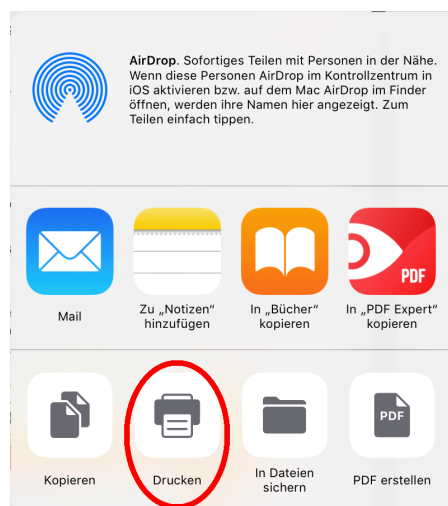 AirDrop. Sofortiges Teilen mit Personen in der Nähe.
Wenn diese Personen AirDrop im Kontrollzentrum in
iOS aktivieren bzw. auf dem Mac AirDrop im Finder
öffnen, werden ihre Namen hier angezeigt. Zum
Teilen einfach tippen.
PDF
Mail
Zu „Notizen“
hinzufügen
In „Bücher“
kopieren
In „PDF Expert“
kopieren
PDF
Kopieren
Drucken
In Dateien
sichern
PDF erstellen